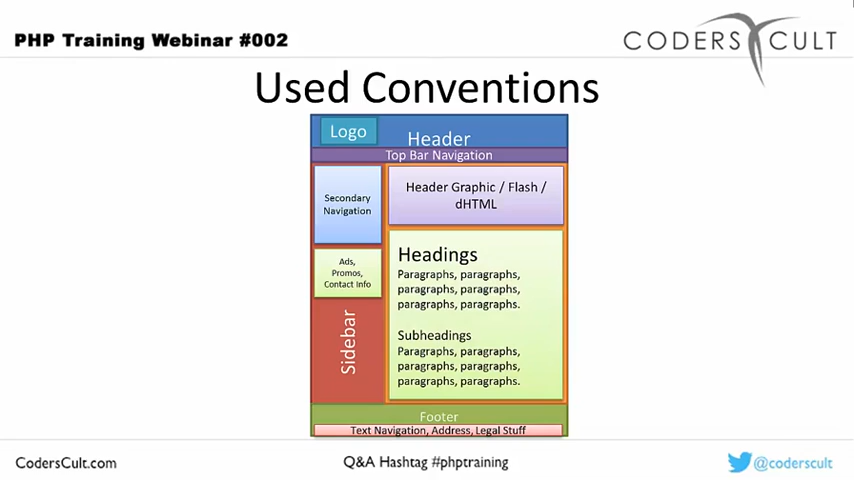 PHP Training Webinar #002
CODERS CULT
Used Conventions
Logo
Header
Top Bar Navigation
Secondary
Navigation
Header Graphic / Flash /
dHTML
Ads,
Promos,
Contact Info
Sidebar
Headings
Paragraphs, paragraphs,
paragraphs, paragraphs,
paragraphs, paragraphs.
Subheadings
Paragraphs, paragraphs,
paragraphs, paragraphs,
paragraphs, paragraphs.
Footer
Text Navigation, Address, Legal Stuff
CodersCult.com
Q&A Hashtag #phptraining
@coderscult